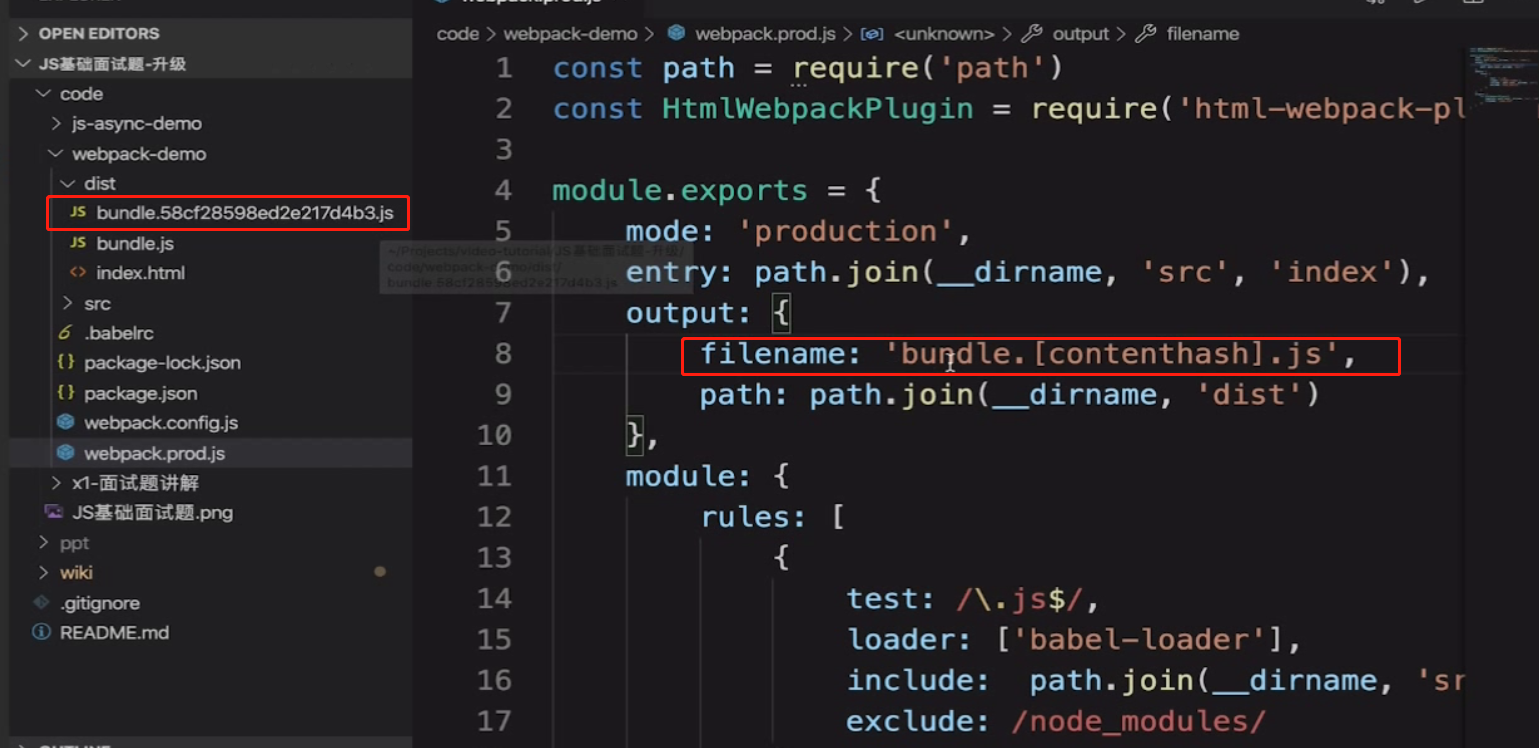 webpack.prod.js
OPEN EDITORS
JS基础面试题-升级
code
js-async-demo
webpack-demo
dist
JS bundle.58cf28598ed2e217d4b3.js
JS bundle.js
index.html
src
.babelrc
package-lock.json
package.json
webpack.config.js
webpack.prod.js
x1-面试题讲解
JS基础面试题.png
ppt
wiki
.gitignore
README.md
OUTLINE
code > webpack-demo > webpack.prod.js > <unknown> > output > filename
~/Projects/video-tutorial/JS基础面试题-升级/
code/webpack-demo/dist/
bundle.58cf28598ed2e217d4b3.js
1 const path = require('path')
2 const HtmlWebpackPlugin = require('html-webpack-pl
3
4 module.exports = {
5 mode: 'production',
6 entry: path.join(__dirname, 'src', 'index'),
7 output: {
8 filename: 'bundle.[contenthash].js',
9 path: path.join(__dirname, 'dist')
10 },
11 module: {
12 rules: [
13 {
14 test: /\.js$/,
15 loader: ['babel-loader'],
16 include: path.join(__dirname, 'sr
17 exclude: /node_modules/